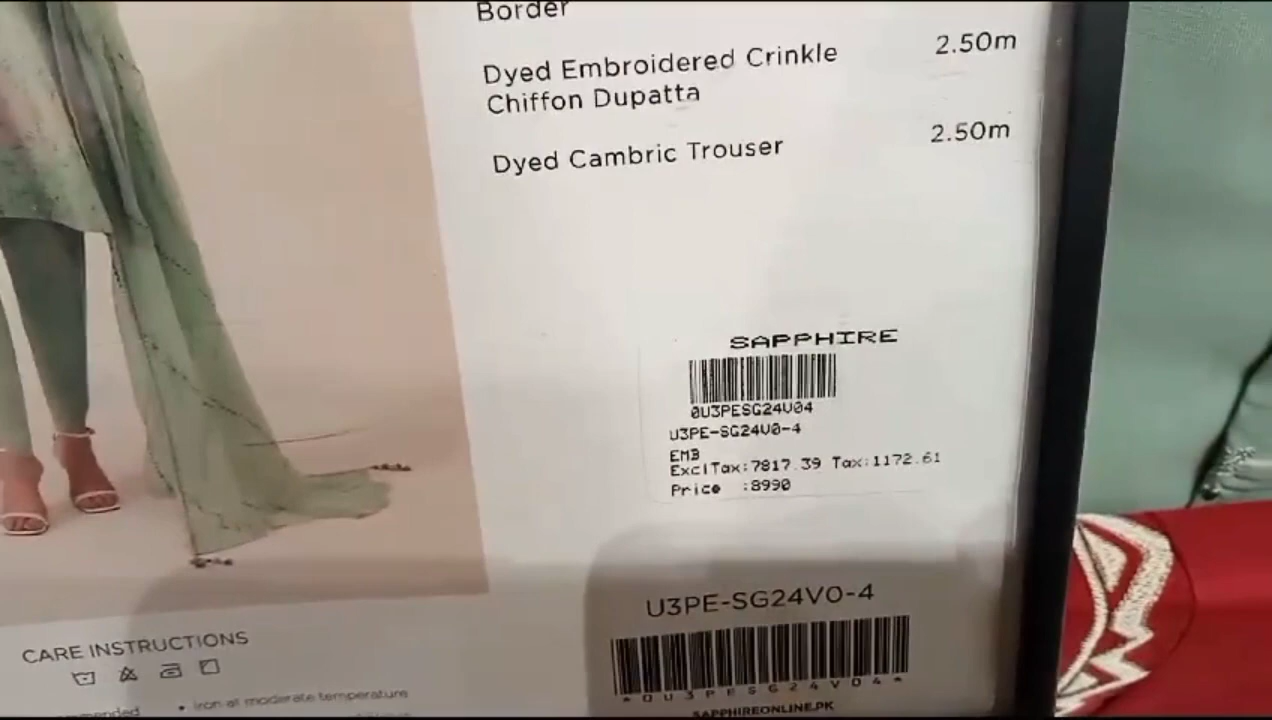 Border
Dyed Embroidered Crinkle 2.50m
Chiffon Dupatta
Dyed Cambric Trouser 2.50m
SAPPHIRE
0U3PESG24V04
U3PE-SG24V0-4
EMB
ExclTax:7817.39 Tax:1172.61
Price :8990
U3PE-SG24V0-4
*0U3PESG24V04*
SAPPHIREONLINE.PK
CARE INSTRUCTIONS
• Iron at moderate temperature